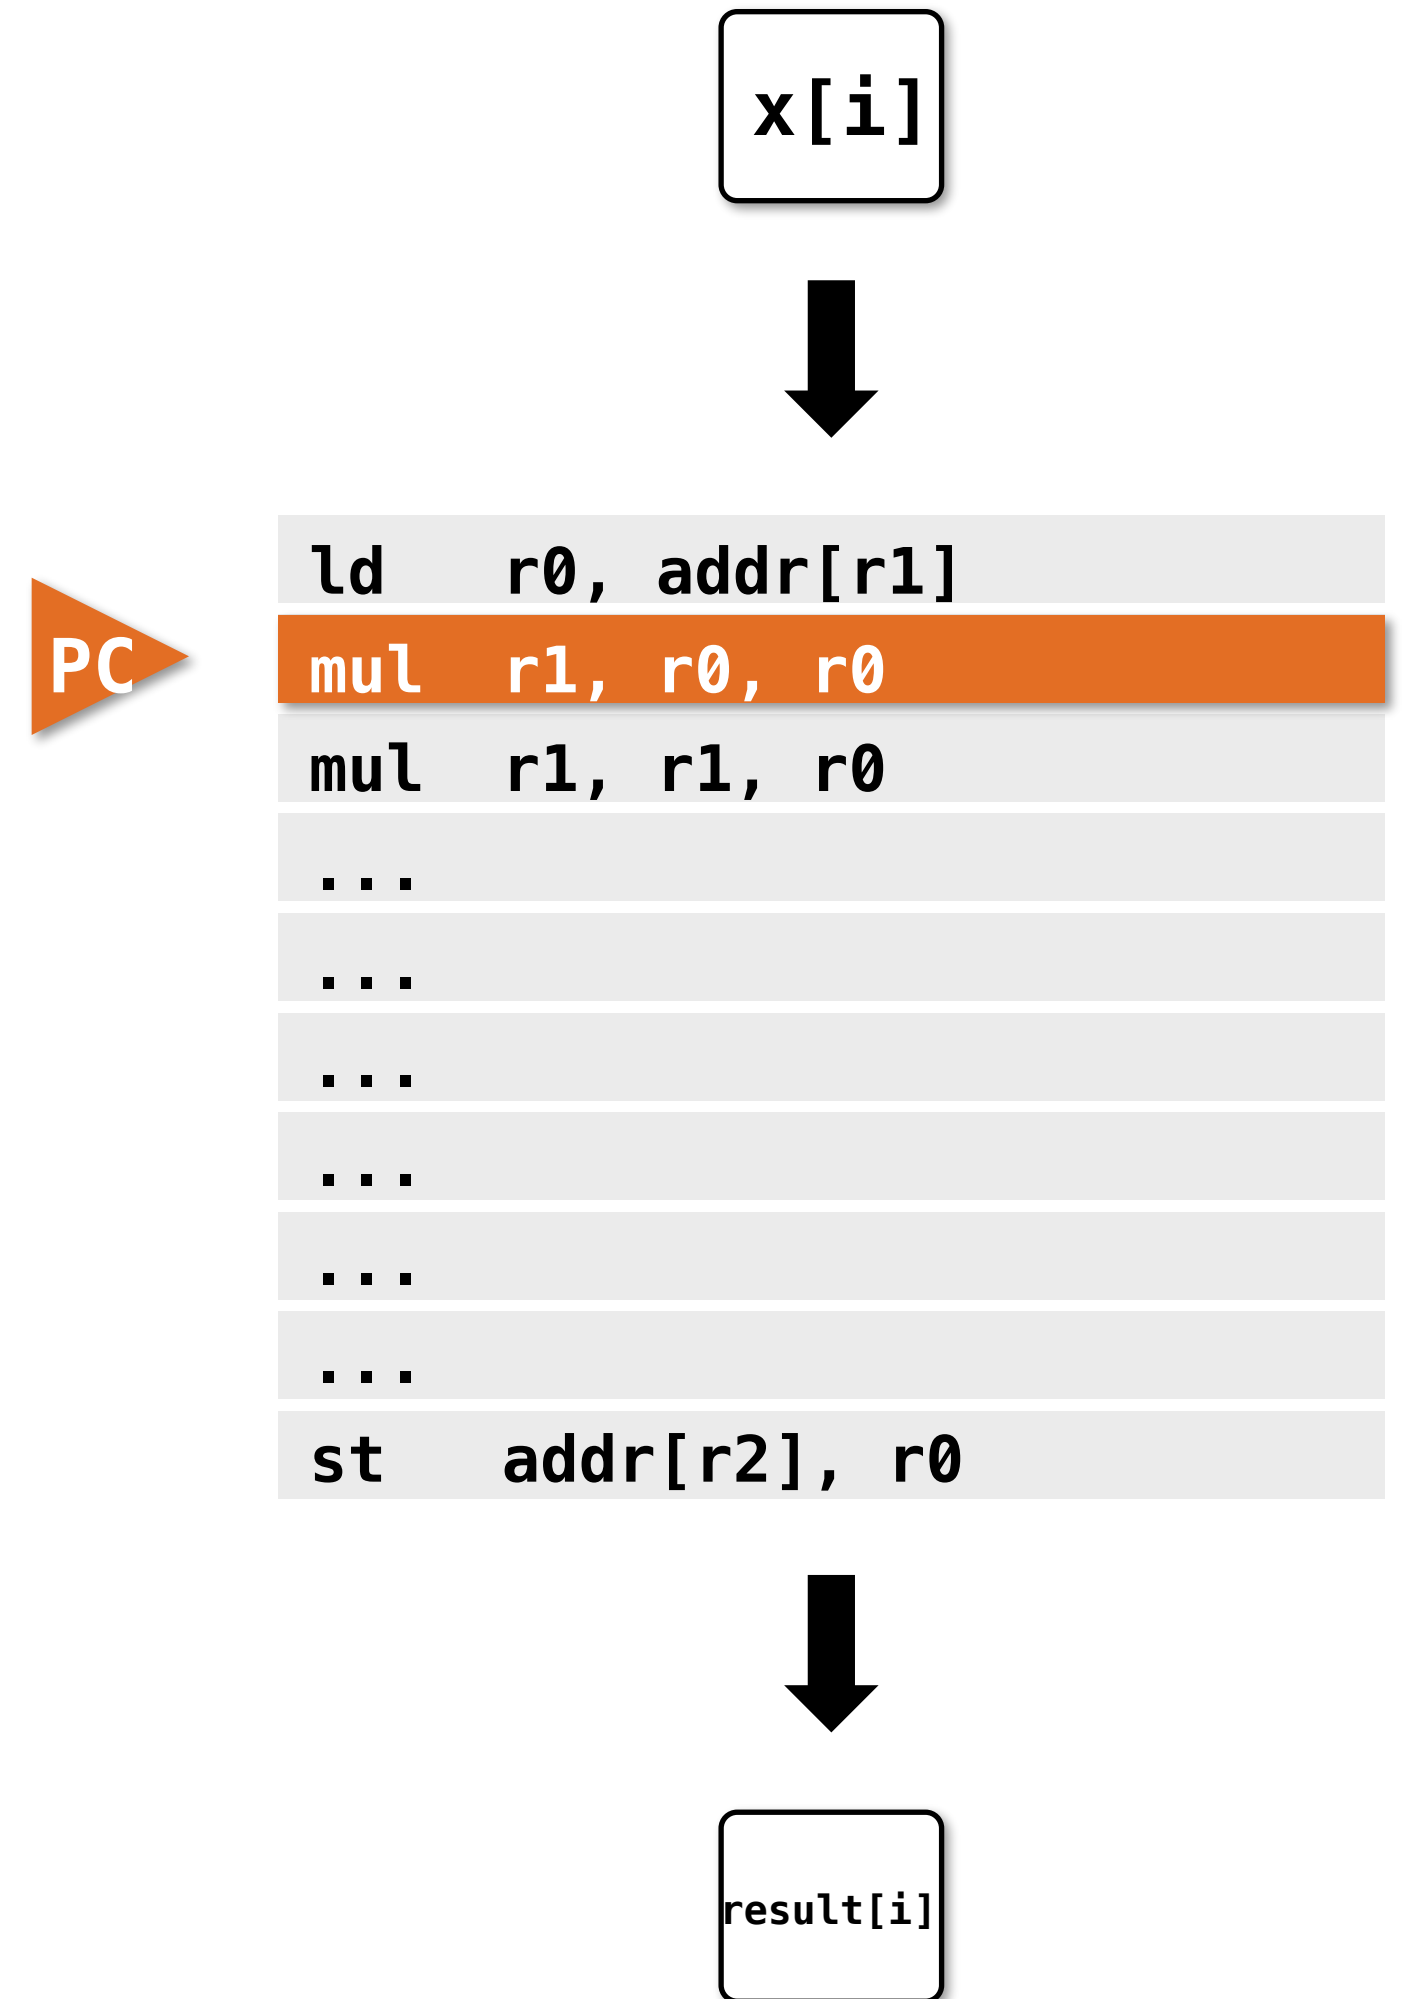 x[i]
ld r0, addr[r1]
PC
mul r1, r0, r0
mul r1, r1, r0
...
...
...
...
...
...
st addr[r2], r0
result[i]